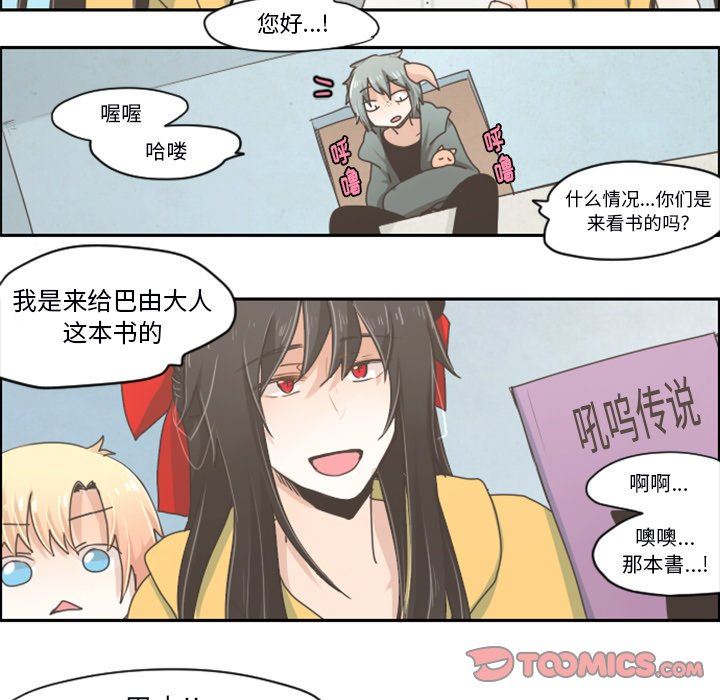 您好...!
喔喔
哈喽
呼噜
呼噜
什么情况...你们是
来看书的吗?
我是来给巴由大人
这本书的
吼呜传说
啊啊...
噢噢...
那本書...!
TOOMICS.COM